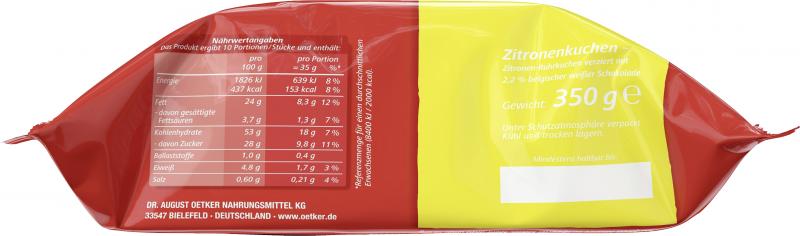 Nährwertangaben
Das Produkt ergibt 10 Portionen/Stücke und enthält:
pro 100 g pro Portion = 35 g %*
Energie 1826 kJ 639 kJ 8 %
437 kcal 153 kcal 8 %
Fett 24 g 8,3 g 12 %
- davon gesättigte
Fettsäuren 3,7 g 1,3 g 7 %
Kohlenhydrate 53 g 18 g 7 %
- davon Zucker 28 g 9,8 g 11 %
Ballaststoffe 1,0 g 0,4 g
Eiweiß 4,8 g 1,7 g 3 %
Salz 0,60 g 0,21 g 4 %
*Referenzmenge für einen durchschnittlichen
Erwachsenen (8400 kJ / 2000 kcal).
DR. AUGUST OETKER NAHRUNGSMITTEL KG
33547 BIELEFELD · DEUTSCHLAND · www.oetker.de
Zitronenkuchen –
Zitronen-Rührkuchen verziert mit
2,2 % belgischer weißer Schokolade
Gewicht: 350 g e
Unter Schutzatmosphäre verpackt.
Kühl und trocken lagern.
Mindestens haltbar bis: